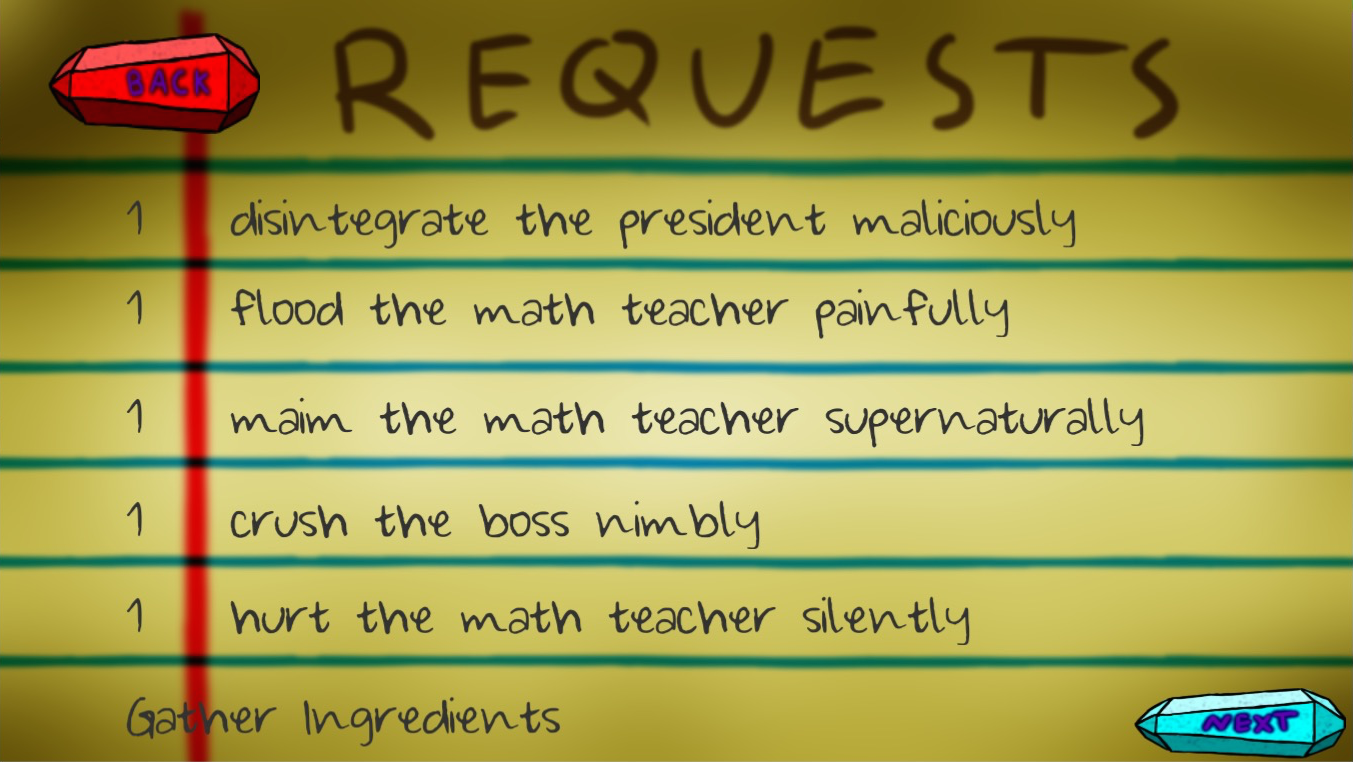 BACK
REQUESTS
1 disintegrate the president maliciously
1 flood the math teacher painfully
1 maim the math teacher supernaturally
1 crush the boss nimbly
1 hurt the math teacher silently
Gather Ingredients
NEXT